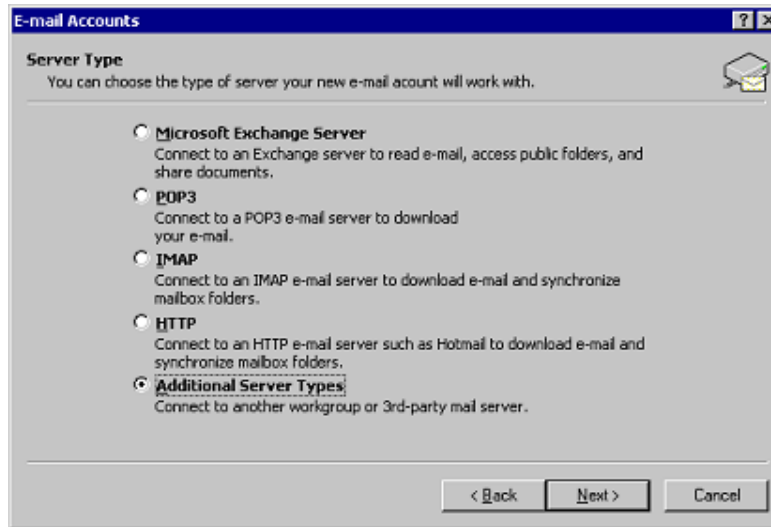 E-mail Accounts
Server Type
You can choose the type of server your new e-mail acount will work with.
Microsoft Exchange Server
Connect to an Exchange server to read e-mail, access public folders, and
share documents.
POP3
Connect to a POP3 e-mail server to download
your e-mail.
IMAP
Connect to an IMAP e-mail server to download e-mail and synchronize
mailbox folders.
HTTP
Connect to an HTTP e-mail server such as Hotmail to download e-mail and
synchronize mailbox folders.
Additional Server Types
Connect to another workgroup or 3rd-party mail server.
< Back Next > Cancel